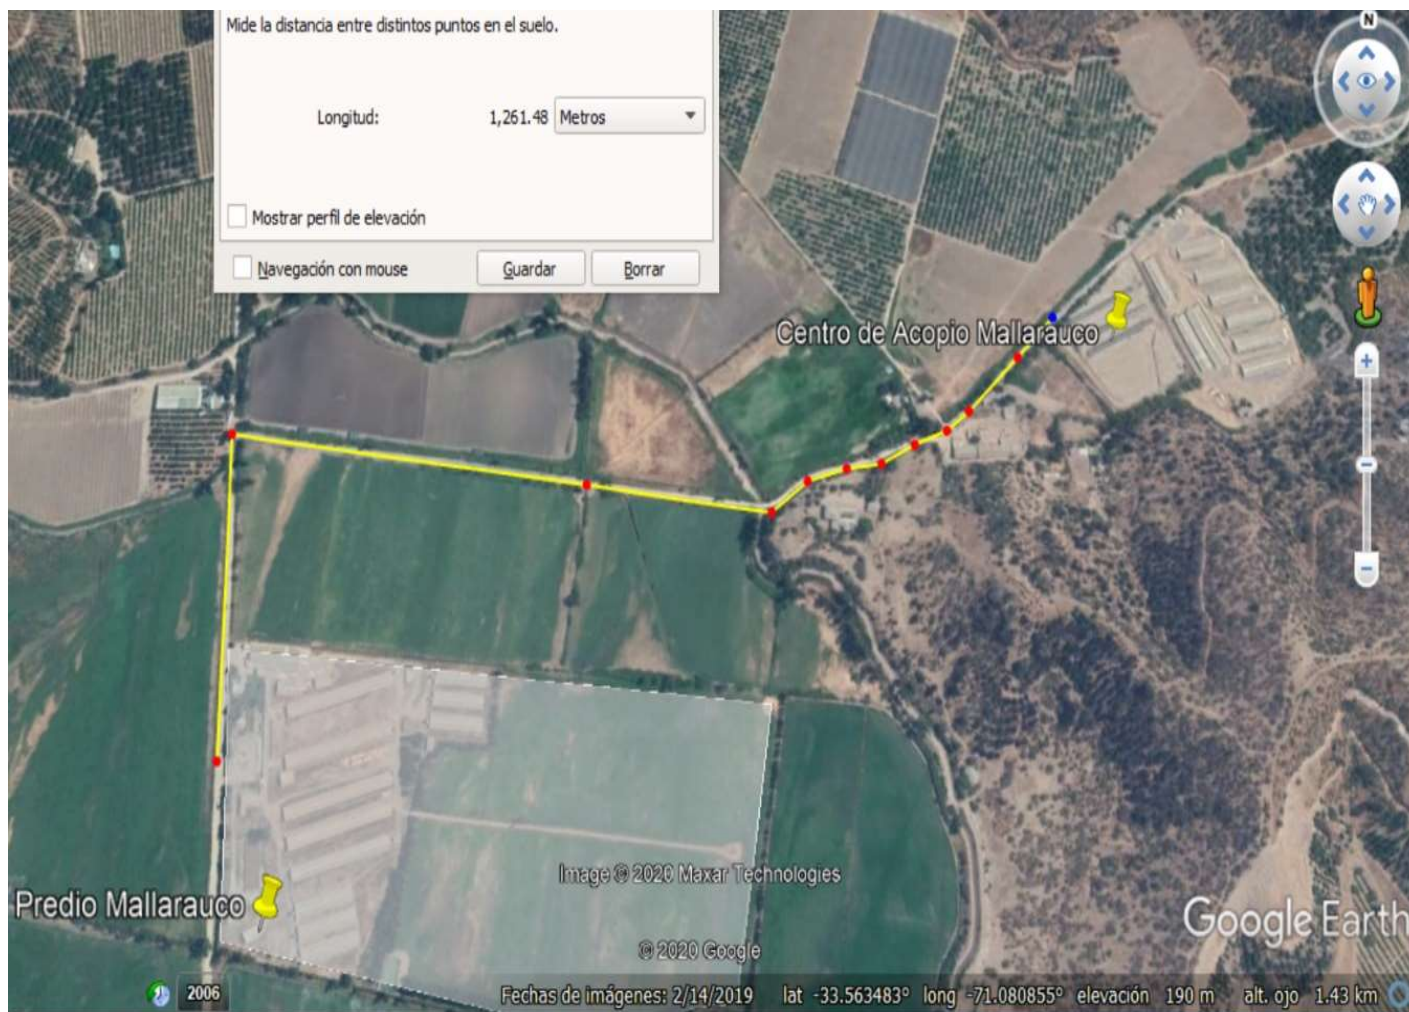 Mide la distancia entre distintos puntos en el suelo.
Longitud: 1,261.48 Metros
Mostrar perfil de elevación
Navegación con mouse Guardar Borrar
N
Centro de Acopio Mallarauco
Image © 2020 Maxar Technologies
Predio Mallarauco
Google Earth
© 2020 Google
2006 Fechas de imágenes: 2/14/2019 lat -33.563483° long -71.080855° elevación 190 m alt. ojo 1.43 km